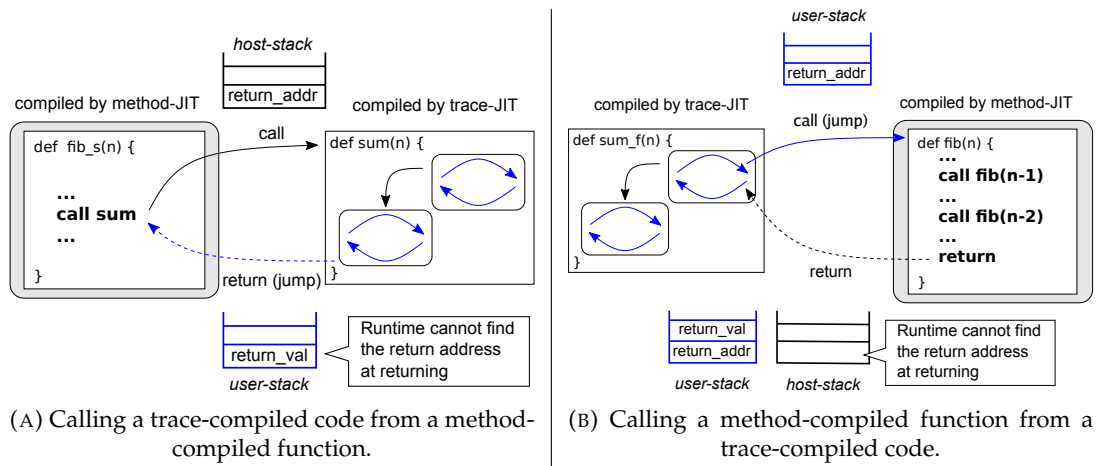 host-stack
return_addr
compiled by method-JIT
compiled by trace-JIT
call
def fib_s(n) {
...
call sum
...
}
def sum(n) {
}
return (jump)
return_val
user-stack
Runtime cannot find
the return address
at returning
(A) Calling a trace-compiled code from a method-
compiled function.
user-stack
return_addr
compiled by trace-JIT
compiled by method-JIT
call (jump)
def sum_f(n) {
}
def fib(n) {
...
call fib(n-1)
...
call fib(n-2)
...
return
}
return
return_val
return_addr
user-stack
host-stack
Runtime cannot find
the return address
at returning
(B) Calling a method-compiled function from a
trace-compiled code.